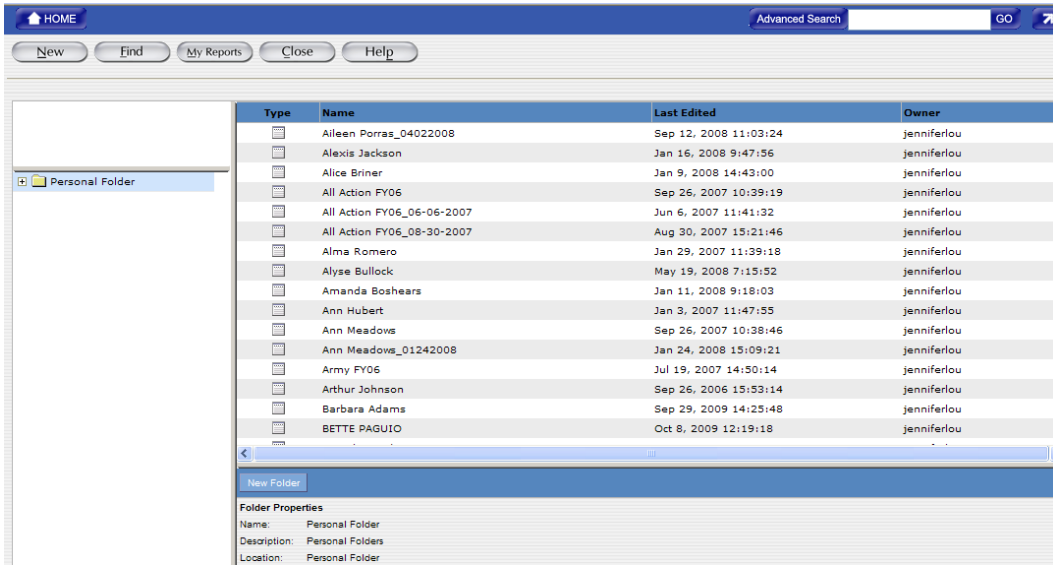 HOME Advanced Search GO
New Find My Reports Close Help
Type Name Last Edited Owner
Aileen Porras_04022008 Sep 12, 2008 11:03:24 jenniferlou
Alexis Jackson Jan 16, 2008 9:47:56 jenniferlou
Personal Folder
Alice Briner Jan 9, 2008 14:43:00 jenniferlou
All Action FY06 Sep 26, 2007 10:39:19 jenniferlou
All Action FY06_06-06-2007 Jun 6, 2007 11:41:32 jenniferlou
All Action FY06_08-30-2007 Aug 30, 2007 15:21:46 jenniferlou
Alma Romero Jan 29, 2007 11:39:18 jenniferlou
Alyse Bullock May 19, 2008 7:15:52 jenniferlou
Amanda Boshears Jan 11, 2008 9:18:03 jenniferlou
Ann Hubert Jan 3, 2007 11:47:55 jenniferlou
Ann Meadows Sep 26, 2007 10:38:46 jenniferlou
Ann Meadows_01242008 Jan 24, 2008 15:09:21 jenniferlou
Army FY06 Jul 19, 2007 14:50:14 jenniferlou
Arthur Johnson Sep 26, 2006 15:53:14 jenniferlou
Barbara Adams Sep 29, 2009 14:25:48 jenniferlou
BETTE PAGUIO Oct 8, 2009 12:19:18 jenniferlou
New Folder
Folder Properties
Name: Personal Folder
Description: Personal Folders
Location: Personal Folder